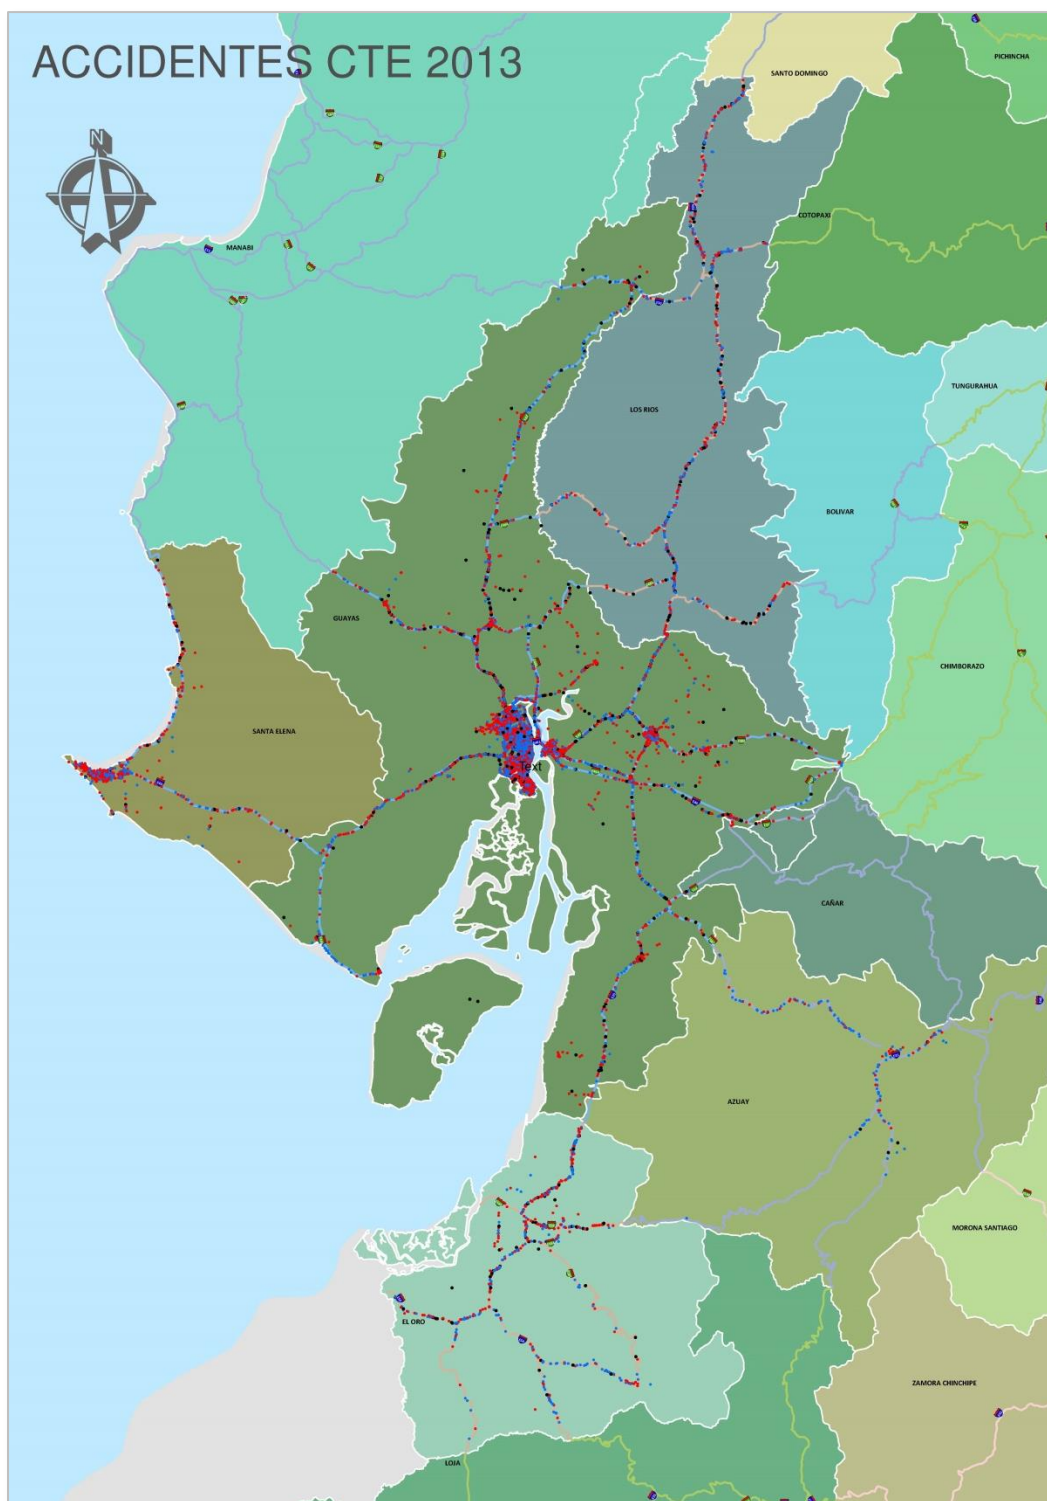 ACCIDENTES CTE 2013
N
PICHINCHA
SANTO DOMINGO
COTOPAXI
MANABI
TUNGURAHUA
LOS RIOS
BOLIVAR
GUAYAS
CHIMBORAZO
SANTA ELENA
Text
CAÑAR
AZUAY
MORONA SANTIAGO
EL ORO
ZAMORA CHINCHIPE
LOJA